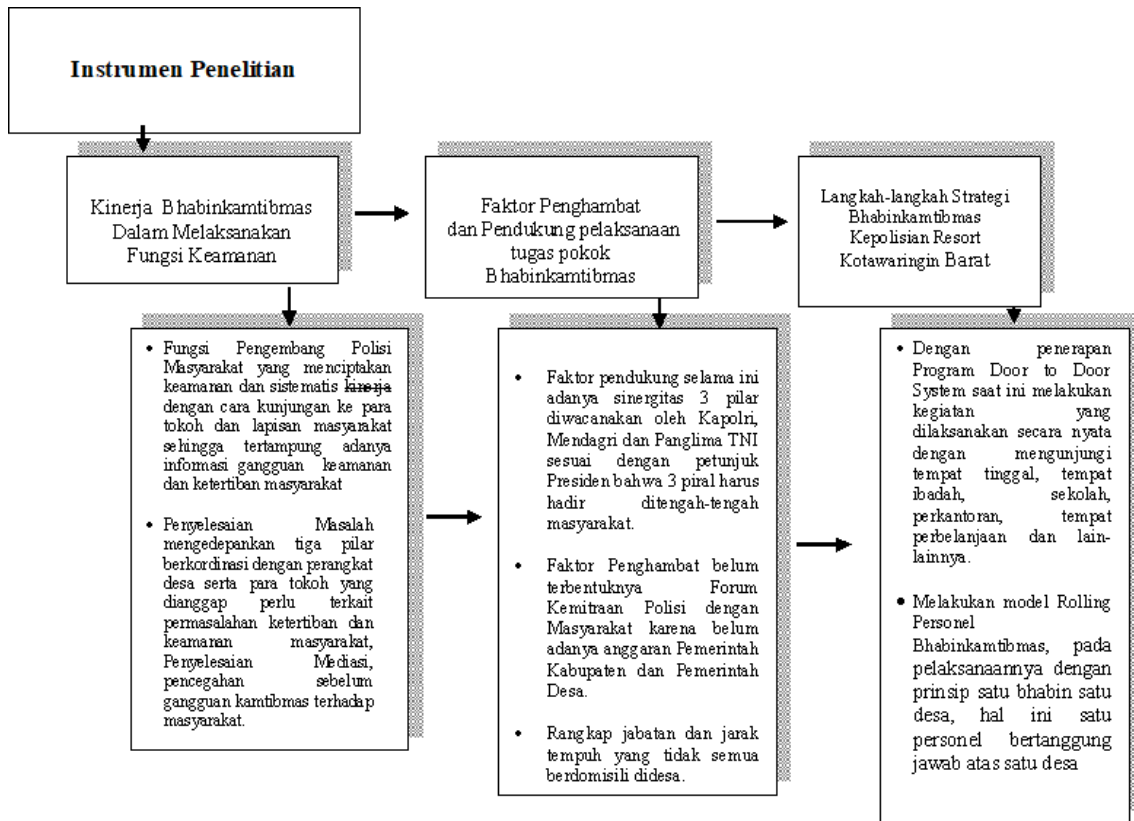 Instrumen Penelitian
Kinerja Bhabinkamtibmas
Dalam Melaksanakan
Fungsi Keamanan
Faktor Penghambat
dan Pendukung pelaksanaan
tugas pokok
Bhabinkamtibmas
Langkah-langkah Strategi
Bhabinkamtibmas
Kepolisian Resort
Kotawaringin Barat
• Fungsi Pengembang Polisi
Masyarakat yang menciptakan
keamanan dan sistematis kinerja
dengan cara kunjungan ke para
tokoh dan lapisan masyarakat
sehingga tertampung adanya
informasi gangguan keamanan
dan ketertiban masyarakat
• Penyelesaian Masalah
mengedepankan tiga pilar
berkordinasi dengan perangkat
desa serta para tokoh yang
dianggap perlu terkait
permasalahan ketertiban dan
keamanan masyarakat,
Penyelesaian Mediasi,
pencegahan sebelum
gangguan kamtibmas terhadap
masyarakat.
• Faktor pendukung selama ini
adanya sinergitas 3 pilar
diwacanakan oleh Kapolri,
Mendagri dan Panglima TNI
sesuai dengan petunjuk
Presiden bahwa 3 piral harus
hadir ditengah-tengah
masyarakat.
• Faktor Penghambat belum
terbentuknya Forum
Kemitraan Polisi dengan
Masyarakat karena belum
adanya anggaran Pemerintah
Kabupaten dan Pemerintah
Desa.
• Rangkap jabatan dan jarak
tempuh yang tidak semua
berdomisili didesa.
• Dengan penerapan
Program Door to Door
System saat ini melakukan
kegiatan yang
dilaksanakan secara nyata
dengan mengunjungi
tempat tinggal, tempat
ibadah, sekolah,
perkantoran, tempat
perbelanjaan dan lain-
lainnya.
• Melakukan model Rolling
Personel
Bhabinkamtibmas, pada
pelaksanaannya dengan
prinsip satu bhabin satu
desa, hal ini satu
personel bertanggung
jawab atas satu desa